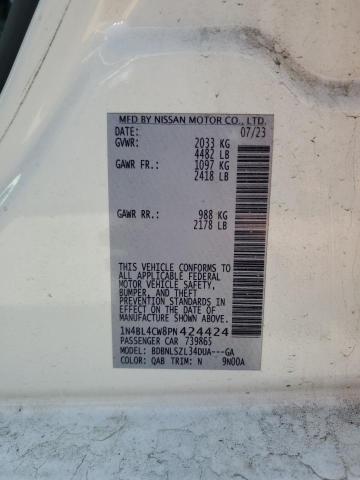 MFD BY NISSAN MOTOR CO., LTD.
DATE: 07/23
GVWR: 2033 KG
4482 LB
GAWR FR.: 1097 KG
2418 LB
GAWR RR.: 988 KG
2178 LB
THIS VEHICLE CONFORMS TO
ALL APPLICABLE FEDERAL
MOTOR VEHICLE SAFETY,
BUMPER, AND THEFT
PREVENTION STANDARDS IN
EFFECT ON THE DATE OF
MANUFACTURE SHOWN ABOVE.
1N4BL4CW8PN424424
PASSENGER CAR 739865
MODEL: BDBNLSZL34DUA---GA
COLOR: QAB TRIM: N 9N00A